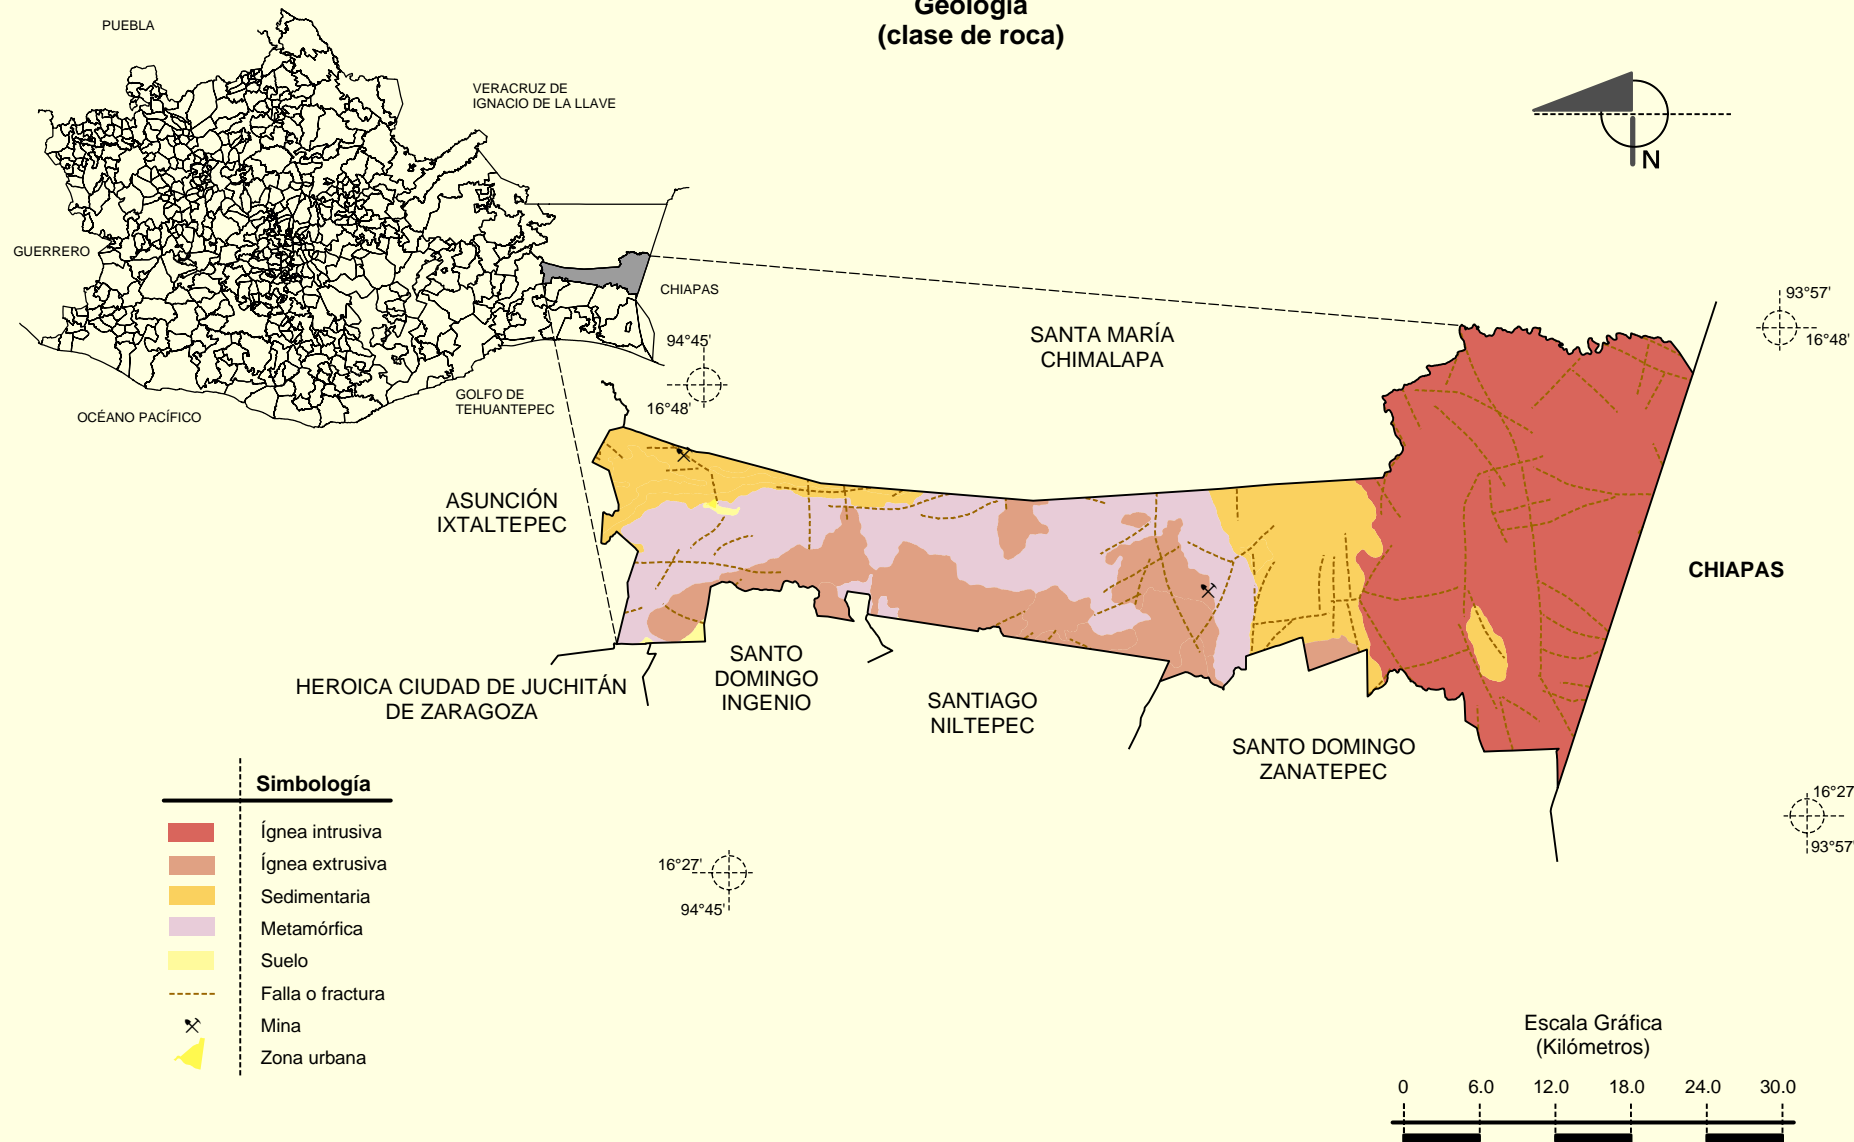 Geología
(clase de roca)
PUEBLA
VERACRUZ DE
IGNACIO DE LA LLAVE
N
GUERRERO
CHIAPAS
93°57'
16°48'
94°45'
16°48'
SANTA MARÍA
CHIMALAPA
GOLFO DE
TEHUANTEPEC
OCÉANO PACÍFICO
ASUNCIÓN
IXTALTEPEC
CHIAPAS
HEROICA CIUDAD DE JUCHITÁN
DE ZARAGOZA
SANTO
DOMINGO
INGENIO
SANTIAGO
NILTEPEC
SANTO DOMINGO
ZANATEPEC
16°27'
93°57'
16°27'
94°45'
Simbología
Ígnea intrusiva
Ígnea extrusiva
Sedimentaria
Metamórfica
Suelo
Falla o fractura
Mina
Zona urbana
Escala Gráfica
(Kilómetros)
0 6.0 12.0 18.0 24.0 30.0